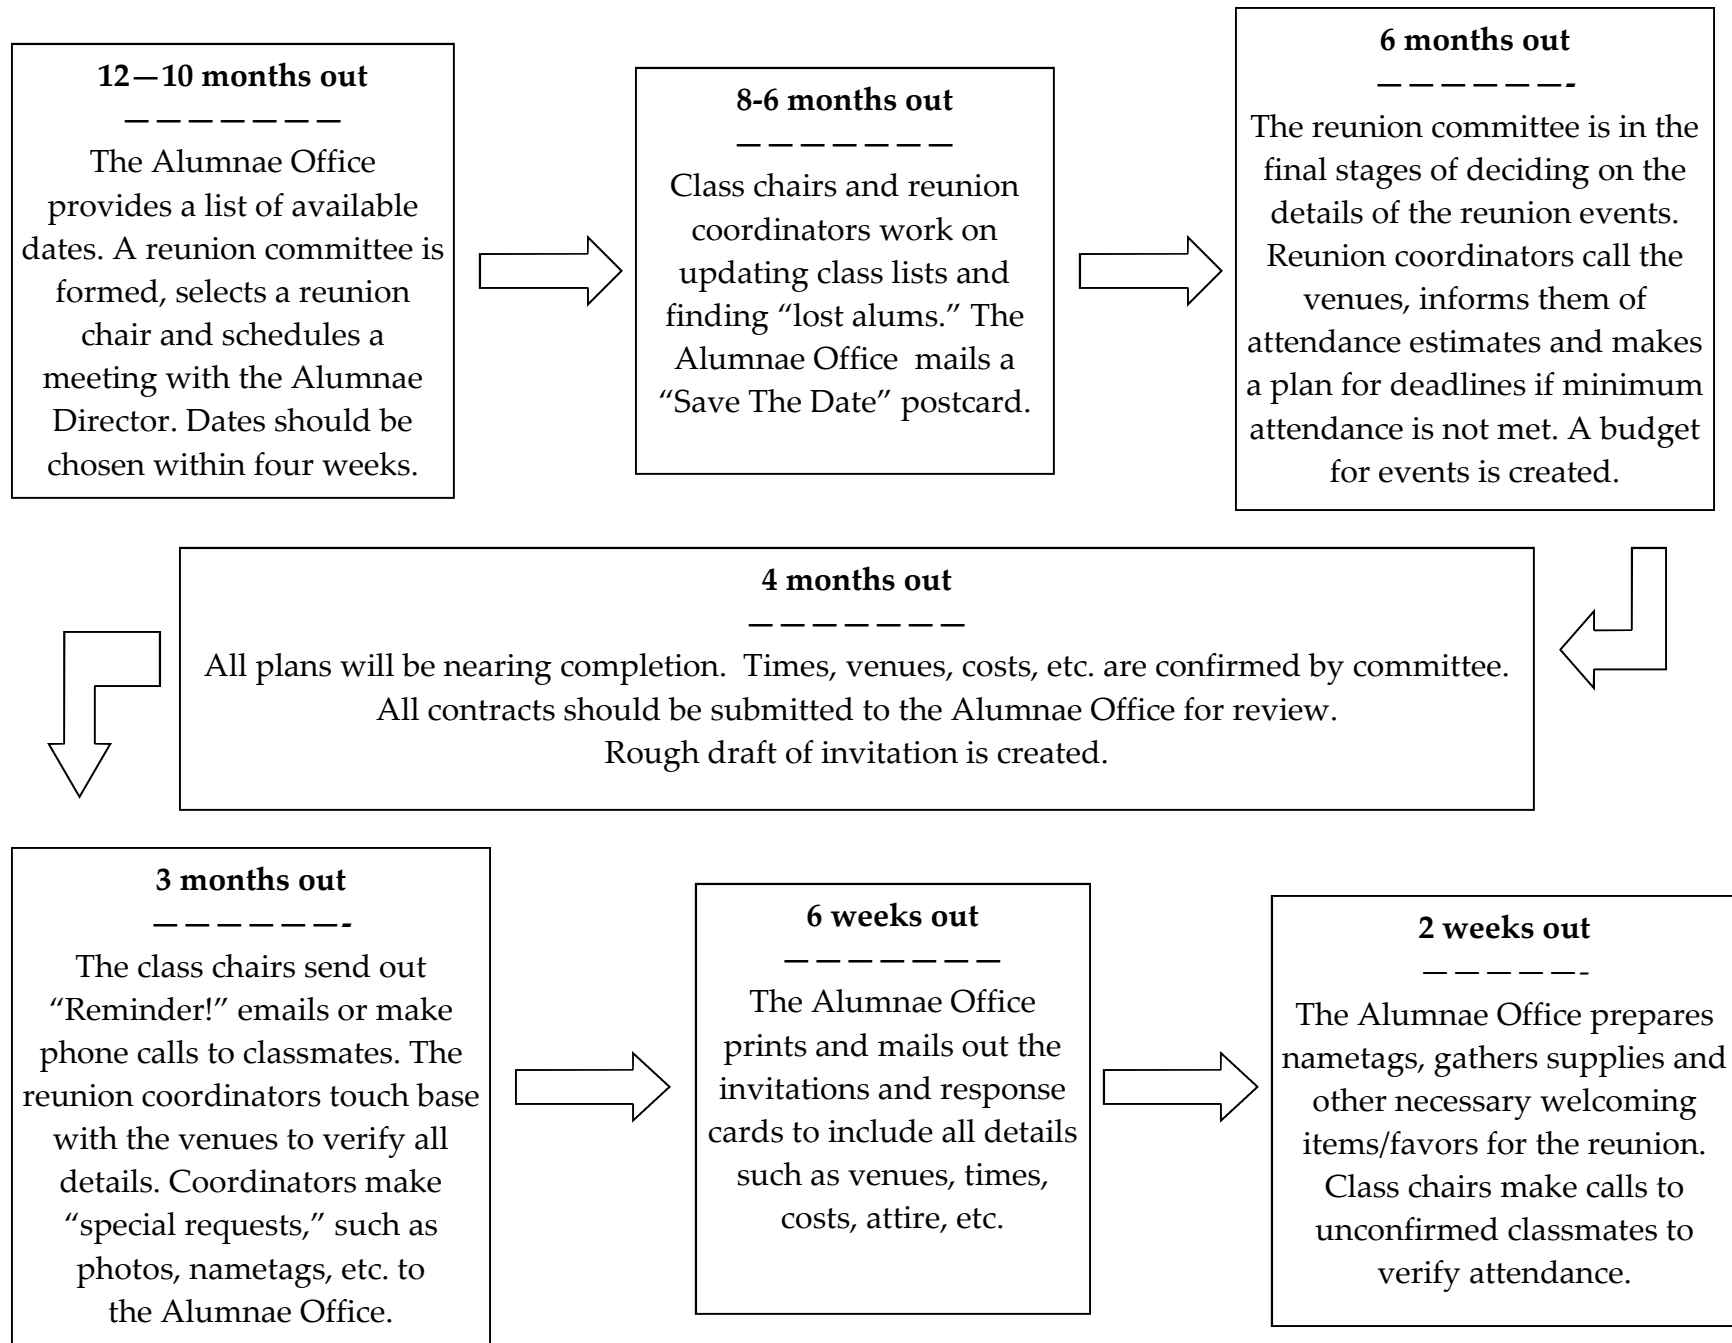 12—10 months out
— — — — — — —
The Alumnae Office
provides a list of available
dates. A reunion committee is
formed, selects a reunion
chair and schedules a
meeting with the Alumnae
Director. Dates should be
chosen within four weeks.
8-6 months out
— — — — — — —
Class chairs and reunion
coordinators work on
updating class lists and
finding “lost alums.” The
Alumnae Office  mails a
“Save The Date” postcard.
6 months out
— — — — — — -
The reunion committee is in the
final stages of deciding on the
details of the reunion events.
Reunion coordinators call the
venues, informs them of
attendance estimates and makes
a plan for deadlines if minimum
attendance is not met. A budget
for events is created.
4 months out
— — — — — — —
All plans will be nearing completion.  Times, venues, costs, etc. are confirmed by committee.
All contracts should be submitted to the Alumnae Office for review.
Rough draft of invitation is created.
3 months out
— — — — — — -
The class chairs send out
“Reminder!” emails or make
phone calls to classmates. The
reunion coordinators touch base
with the venues to verify all
details. Coordinators make
“special requests,” such as
photos, nametags, etc. to
the Alumnae Office.
6 weeks out
— — — — — — —
The Alumnae Office
prints and mails out the
invitations and response
cards to include all details
such as venues, times,
costs, attire, etc.
2 weeks out
— — — — — -
The Alumnae Office prepares
nametags, gathers supplies and
other necessary welcoming
items/favors for the reunion.
Class chairs make calls to
unconfirmed classmates to
verify attendance.